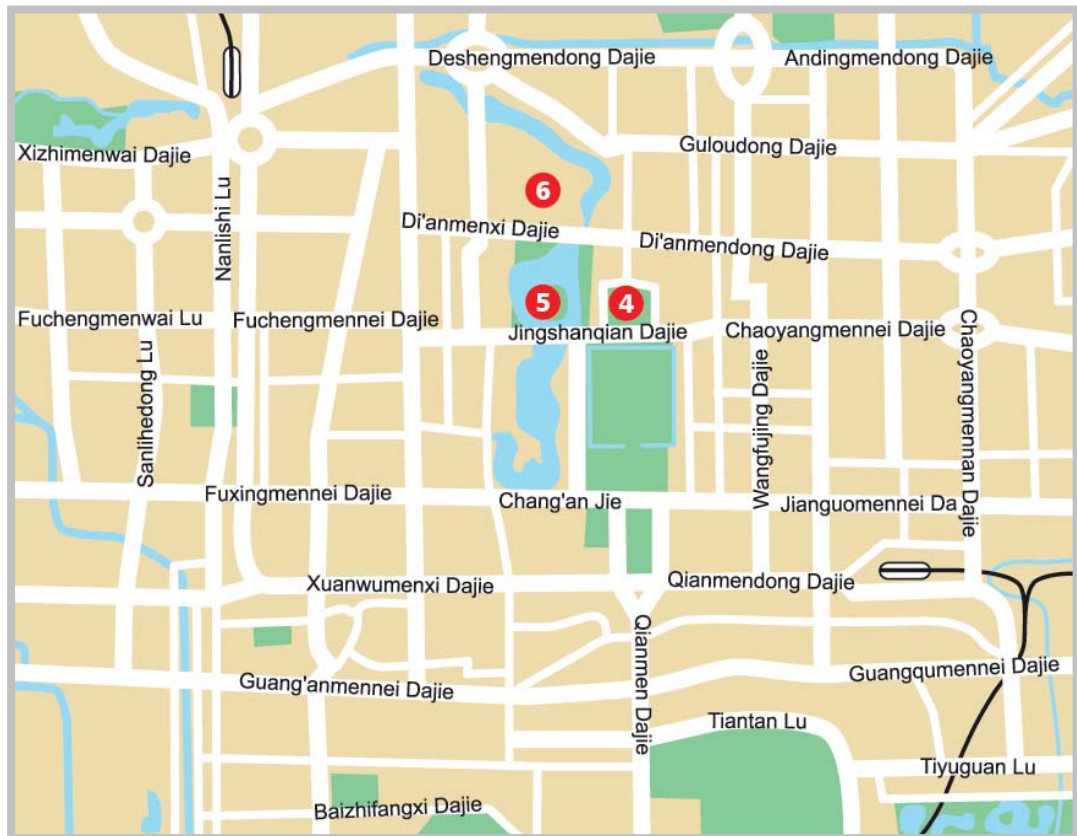 Deshengmendong Dajie
Andingmendong Dajie
Xizhimenwai Dajie
Guloudong Dajie
6
Nanlishi Lu
Di'anmenxi Dajie
Di'anmendong Dajie
5
4
Fuchengmenwai Lu
Fuchengmennei Dajie
Jingshanqian Dajie
Chaoyangmennei Dajie
Sanlihedong Lu
Wangfujing Dajie
Chaoyangmennan Dajie
Fuxingmennei Dajie
Chang'an Jie
Jianguomennei Da
Xuanwumenxi Dajie
Qianmendong Dajie
Qianmen Dajie
Guang'anmennei Dajie
Guangqumennei Dajie
Tiantan Lu
Tiyuguan Lu
Baizhifangxi Dajie